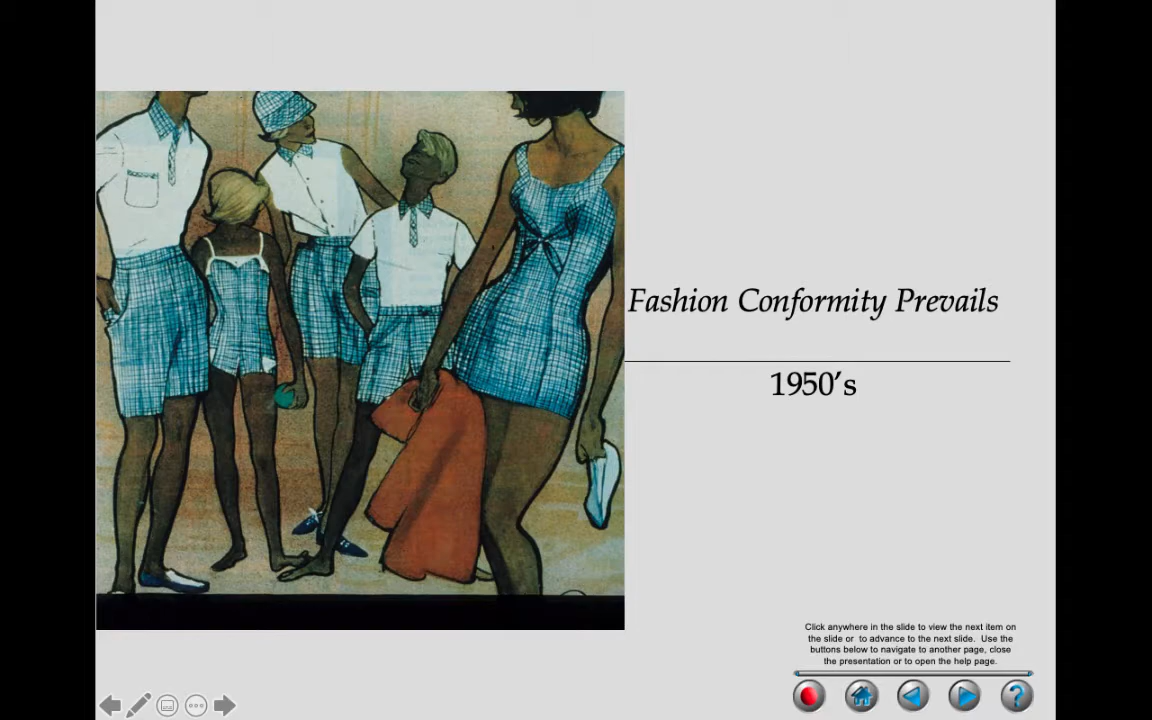 Fashion Conformity Prevails
1950's
Click anywhere in the slide to view the next item on
the slide or to advance to the next slide. Use the
buttons below to navigate to another page, close
the presentation or to open the help page.
?